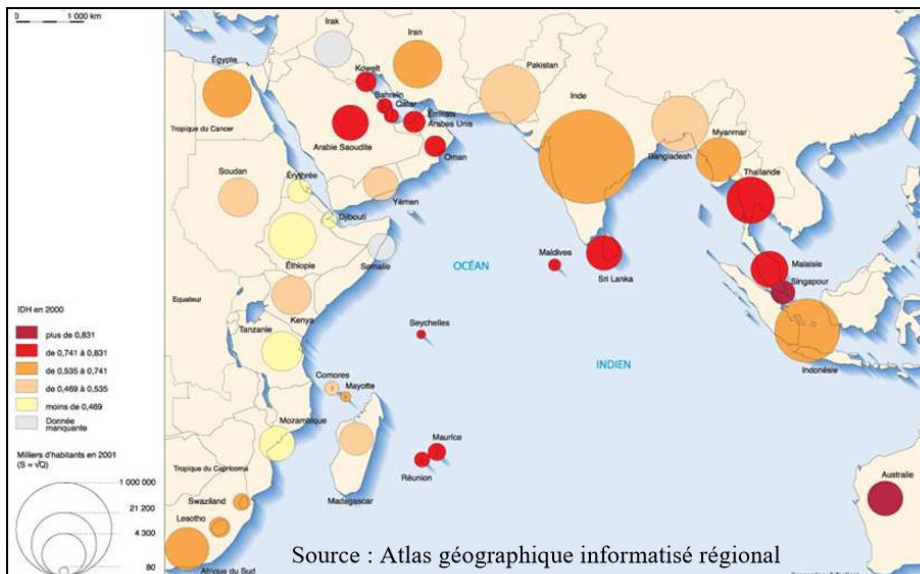 0 1 000 km
Irak
Iran
Égypte
Koweït
Pakistan
Bahreïn
Qatar
Inde
Émirats
Arabes Unis
Tropique du Cancer
Arabie Saoudite
Oman
Bangladesh
Myanmar
Thaïlande
Soudan
Érythrée
Yémen
Djibouti
Éthiopie
Somalie
OCÉAN
Maldives
Sri Lanka
Malaisie
Singapour
Equateur
Kenya
Seychelles
Tanzanie
INDIEN
Indonésie
IDH en 2000
plus de 0,831
de 0,741 à 0,831
de 0,535 à 0,741
de 0,469 à 0,535
moins de 0,469
Donnée
manquante
Comores
Mayotte
Mozambique
Maurice
Réunion
Madagascar
Tropique du Capricorne
Australie
Milliers d'habitants en 2001
(S = √Q)
1 000 000
21 200
4 300
80
Swaziland
Lesotho
Afrique du Sud
Source : Atlas géographique informatisé régional